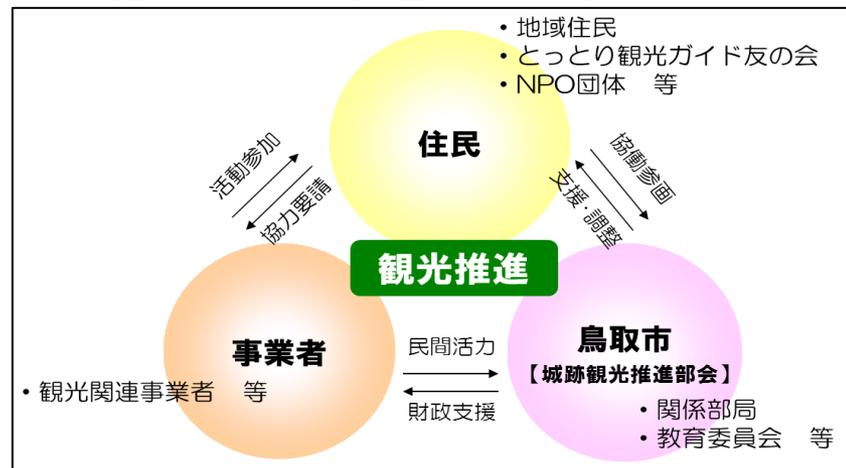 ・地域住民
・とっとり観光ガイド友の会
・NPO団体　等
住民
活動参加
協力要請
協働参画
支援・調整
観光推進
事業者
・観光関連事業者　等
民間活力
財政支援
鳥取市
【城跡観光推進部会】
・関係部局
・教育委員会　等